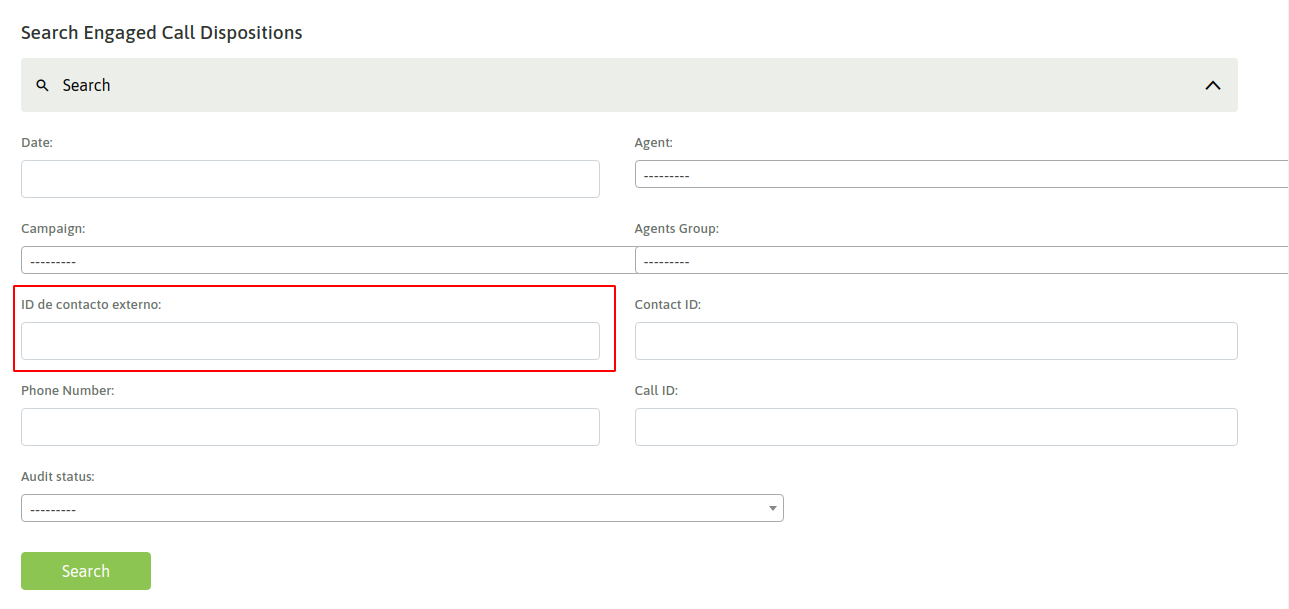 Search Engaged Call Dispositions
Search
Date:
Agent:
---------
Campaign:
Agents Group:
---------
---------
ID de contacto externo:
Contact ID:
Phone Number:
Call ID:
Audit status:
---------
Search